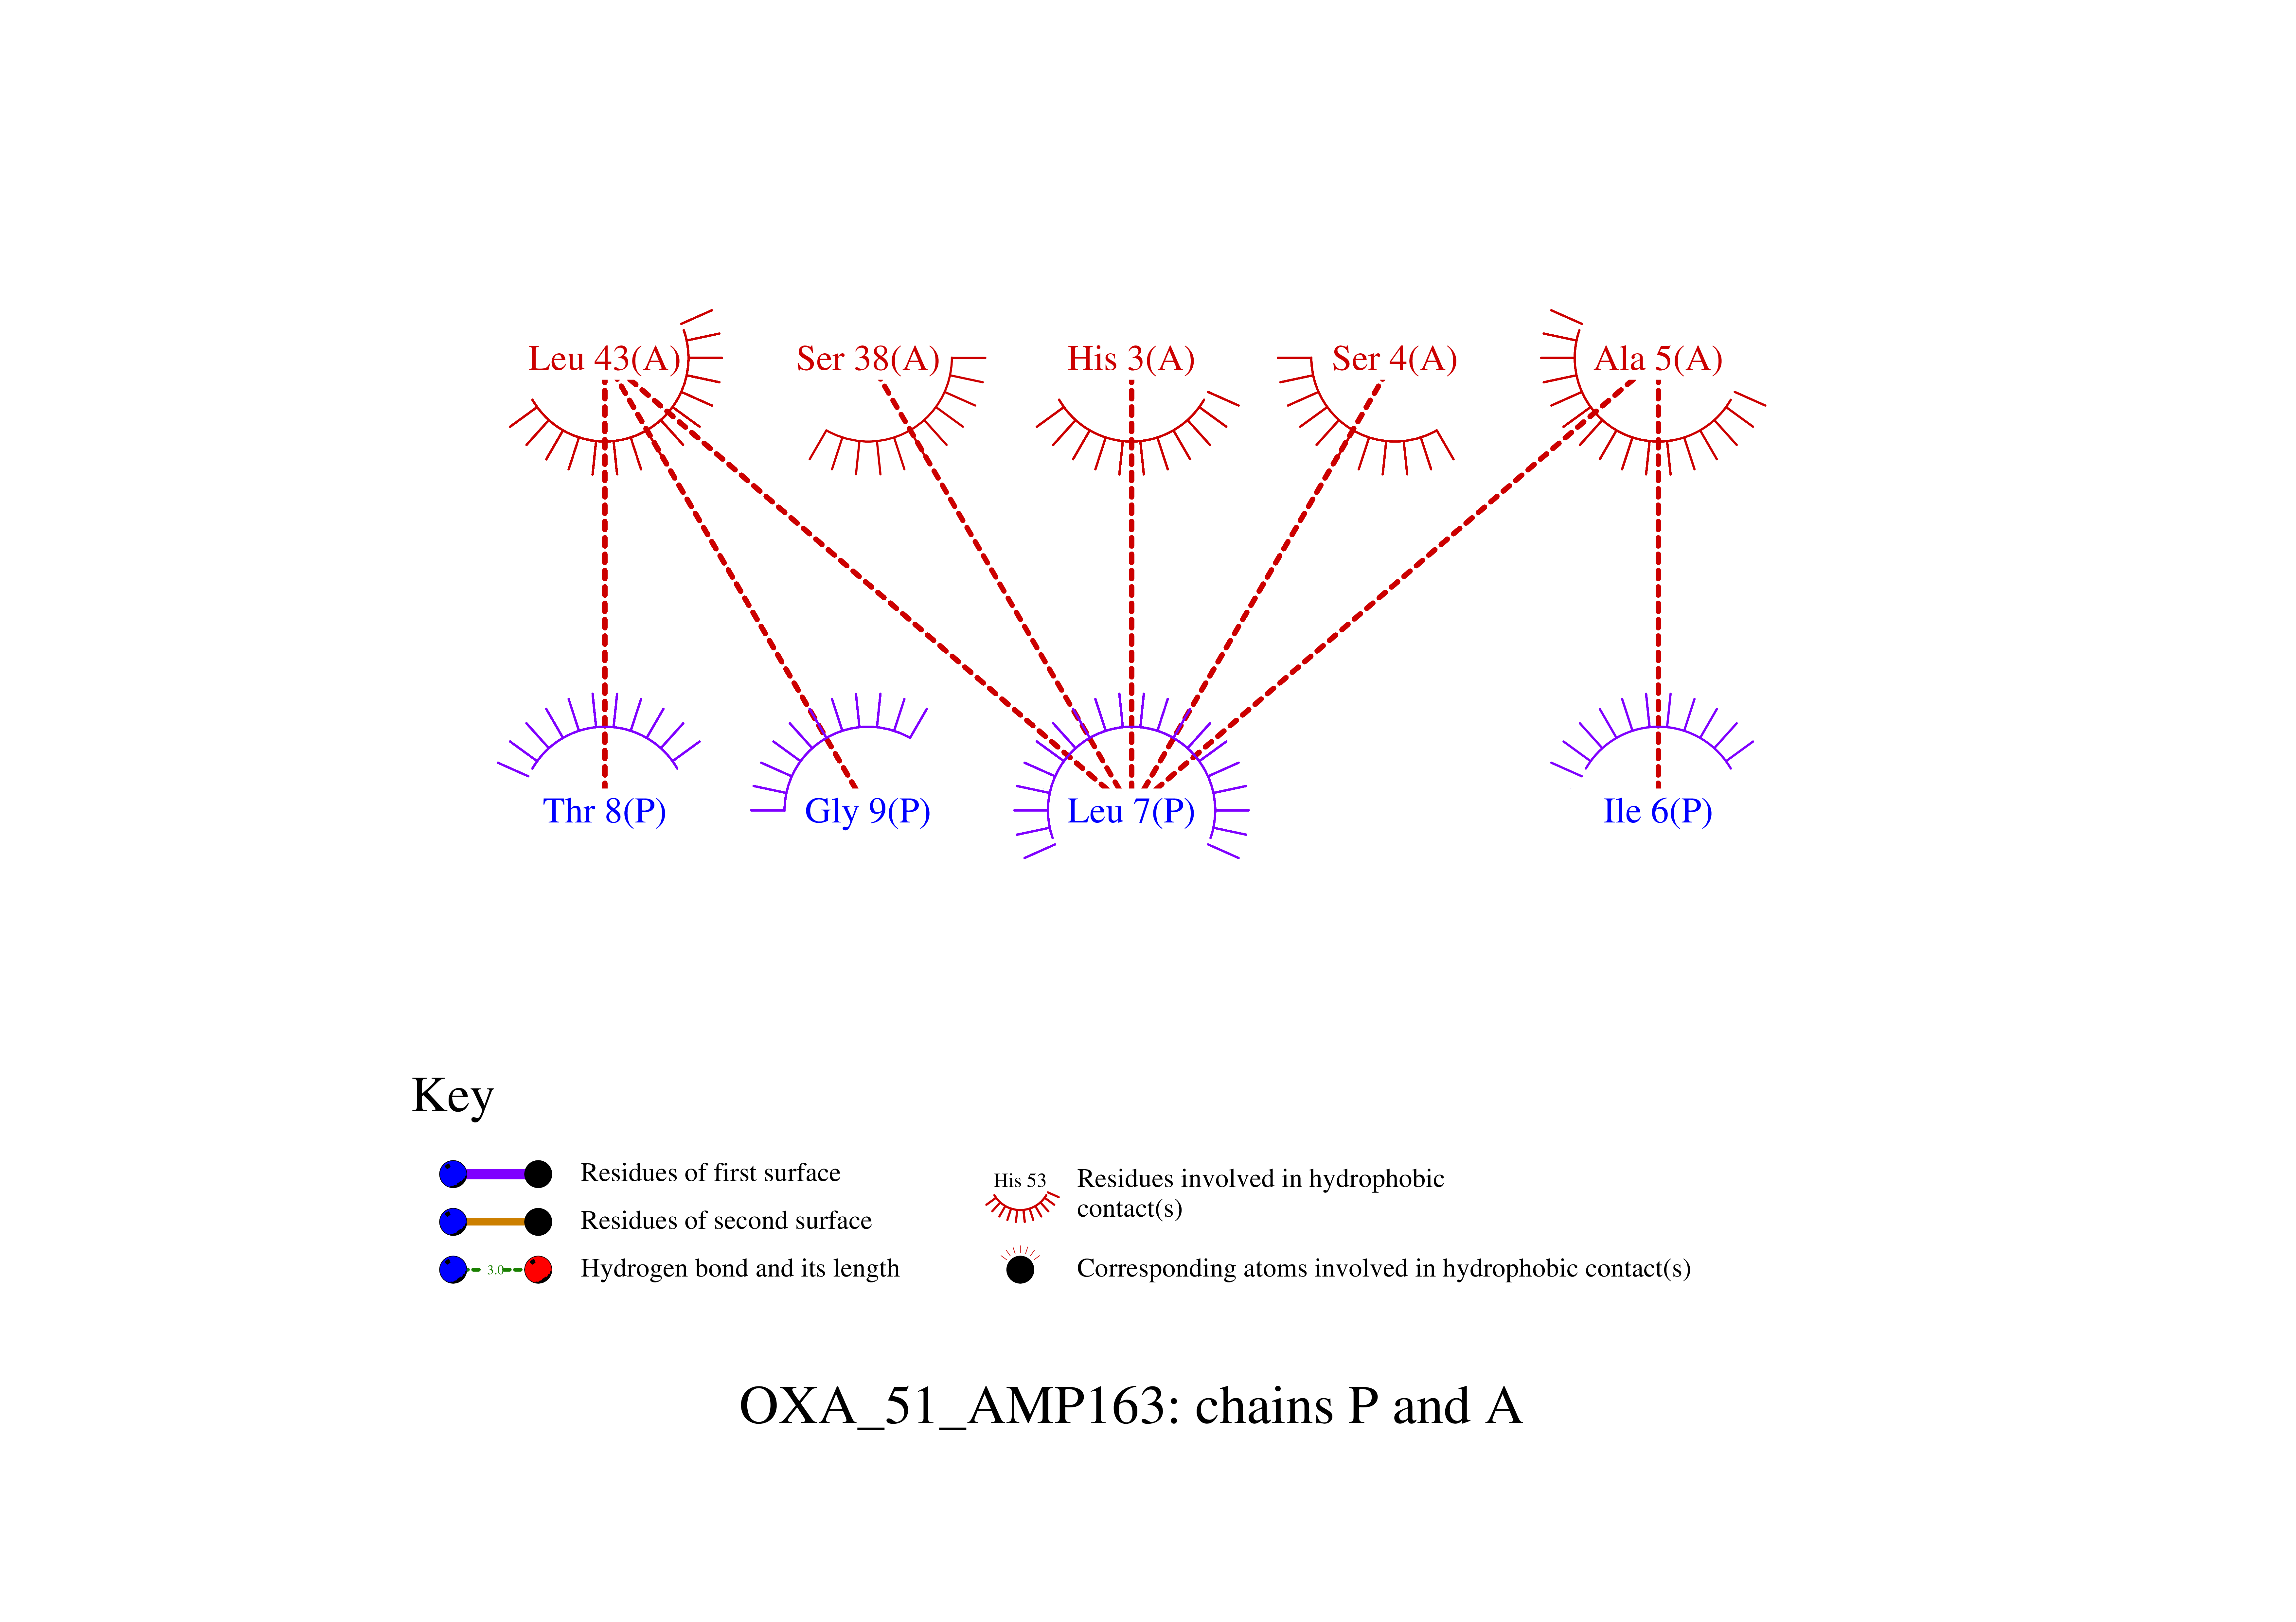 Leu 43(A) Ser 38(A) His 3(A) Ser 4(A) Ala 5(A)
Thr 8(P) Gly 9(P) Leu 7(P) Ile 6(P)
Key
Residues of first surface
Residues of second surface
3.0 Hydrogen bond and its length
His 53 Residues involved in hydrophobic
contact(s)
Corresponding atoms involved in hydrophobic contact(s)
OXA_51_AMP163: chains P and A